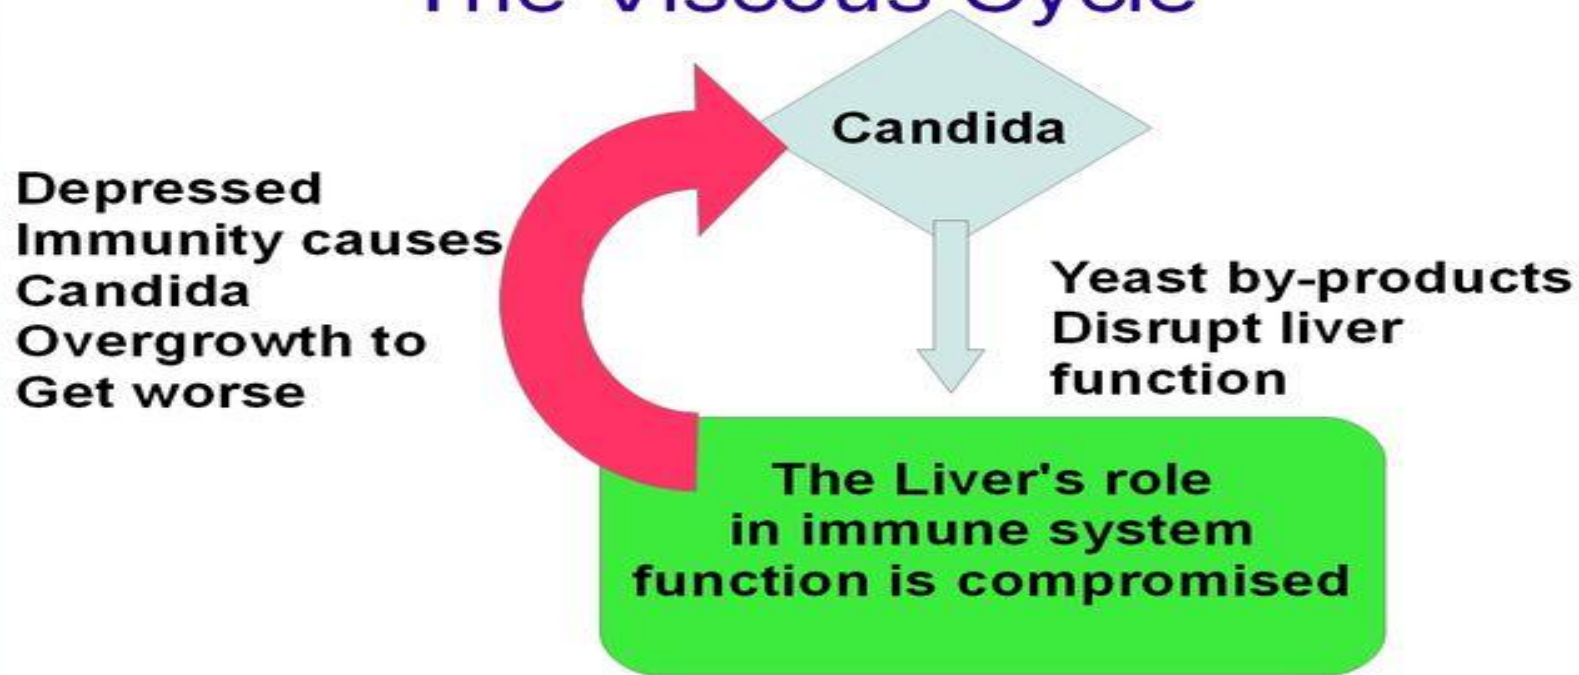 The Viscous Cycle
Candida
Depressed
Immunity causes
Candida
Overgrowth to
Get worse
Yeast by-products
Disrupt liver
function
The Liver's role
in immune system
function is compromised